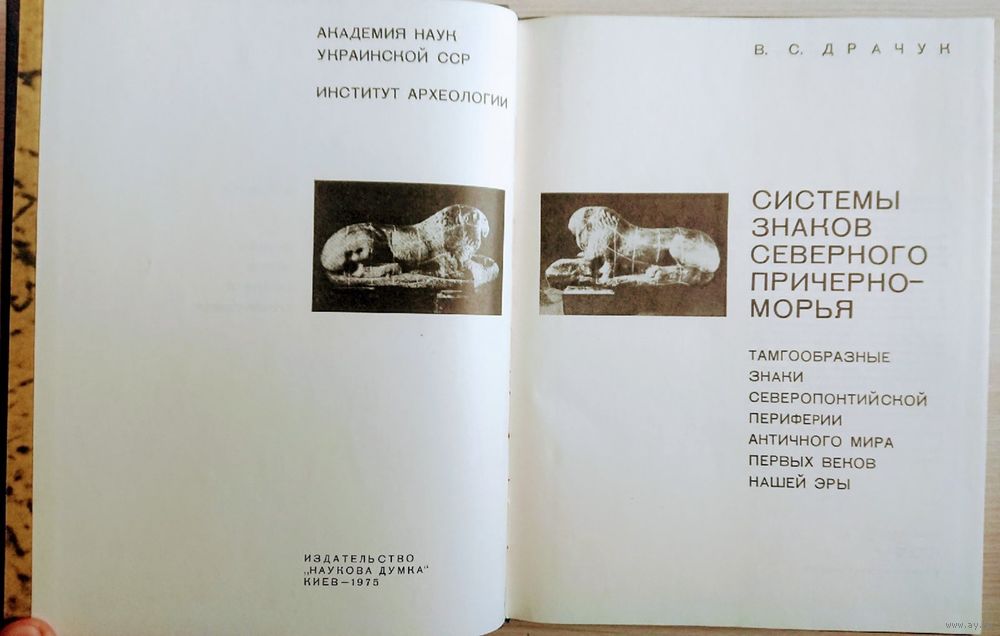 АКАДЕМИЯ НАУК
УКРАИНСКОЙ ССР
ИНСТИТУТ АРХЕОЛОГИИ
ИЗДАТЕЛЬСТВО
„НАУКОВА ДУМКА"
КИЕВ—1975
В. С. ДРАЧУК
СИСТЕМЫ
ЗНАКОВ
СЕВЕРНОГО
ПРИЧЕРНО-
МОРЬЯ
ТАМГООБРАЗНЫЕ
ЗНАКИ
СЕВЕРОПОНТИЙСКОЙ
ПЕРИФЕРИИ
АНТИЧНОГО МИРА
ПЕРВЫХ ВЕКОВ
НАШЕЙ ЭРЫ